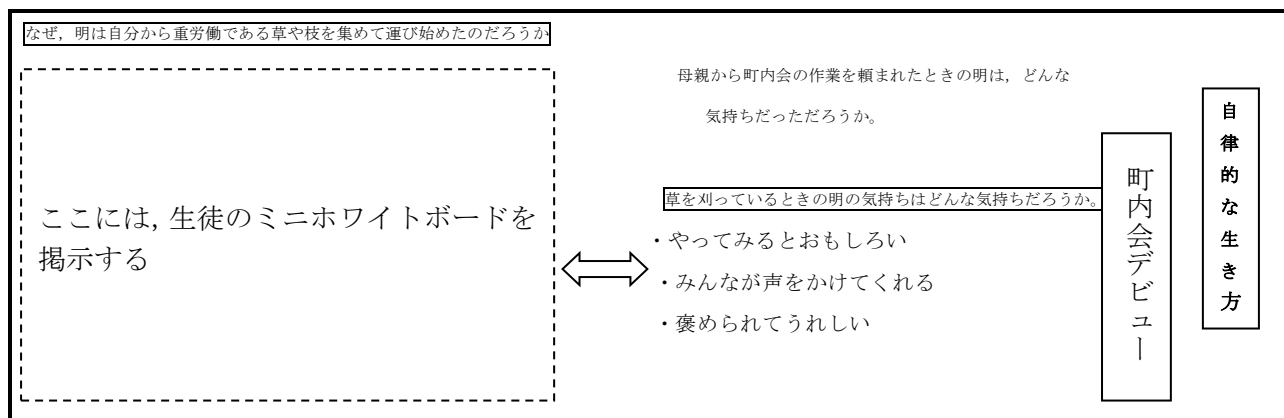 自律的な生き方
町内会デビュー
母親から町内会の作業を頼まれたときの明は，どんな
気持ちだっただろうか。
草を刈っているときの明の気持ちはどんな気持ちだろうか。
・やってみるとおもしろい
・みんなが声をかけてくれる
・褒められてうれしい
なぜ，明は自分から重労働である草や枝を集めて運び始めたのだろうか
ここには，生徒のミニホワイトボードを
掲示する